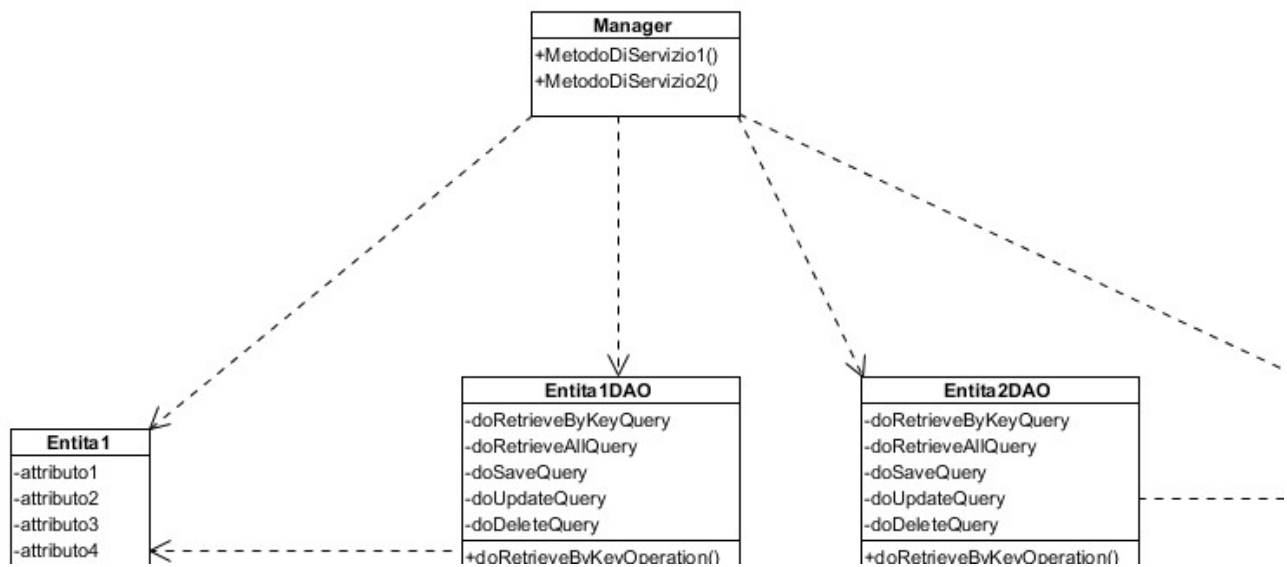 Manager
+MetodoDiServizio1()
+MetodoDiServizio2()
Entita1
-attributo1
-attributo2
-attributo3
-attributo4
Entita1DAO
-doRetrieveByKeyQuery
-doRetrieveAllQuery
-doSaveQuery
-doUpdateQuery
-doDeleteQuery
+doRetrieveByKeyOperation()
Entita2DAO
-doRetrieveByKeyQuery
-doRetrieveAllQuery
-doSaveQuery
-doUpdateQuery
-doDeleteQuery
+doRetrieveByKeyOperation()